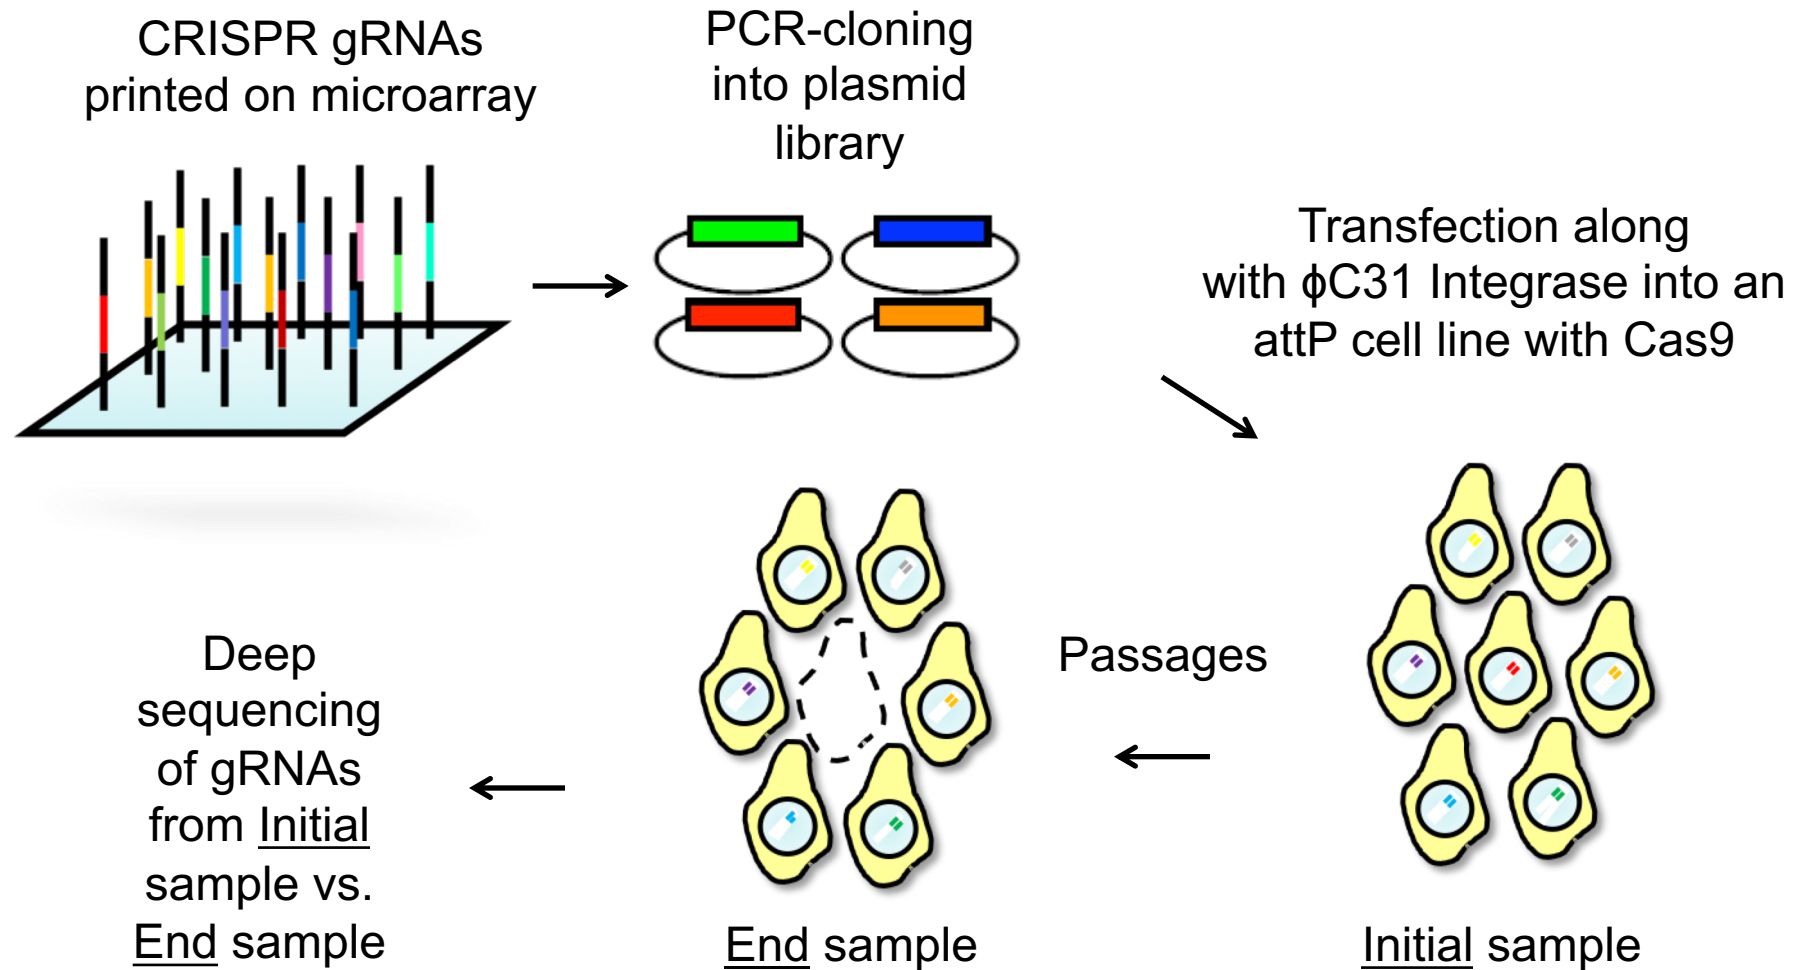 CRISPR gRNAs
printed on microarray
PCR-cloning
into plasmid
library
Transfection along
with ϕC31 Integrase into an
attP cell line with Cas9
Passages
Deep
sequencing
of gRNAs
from Initial
sample vs.
End sample
End sample
Initial sample